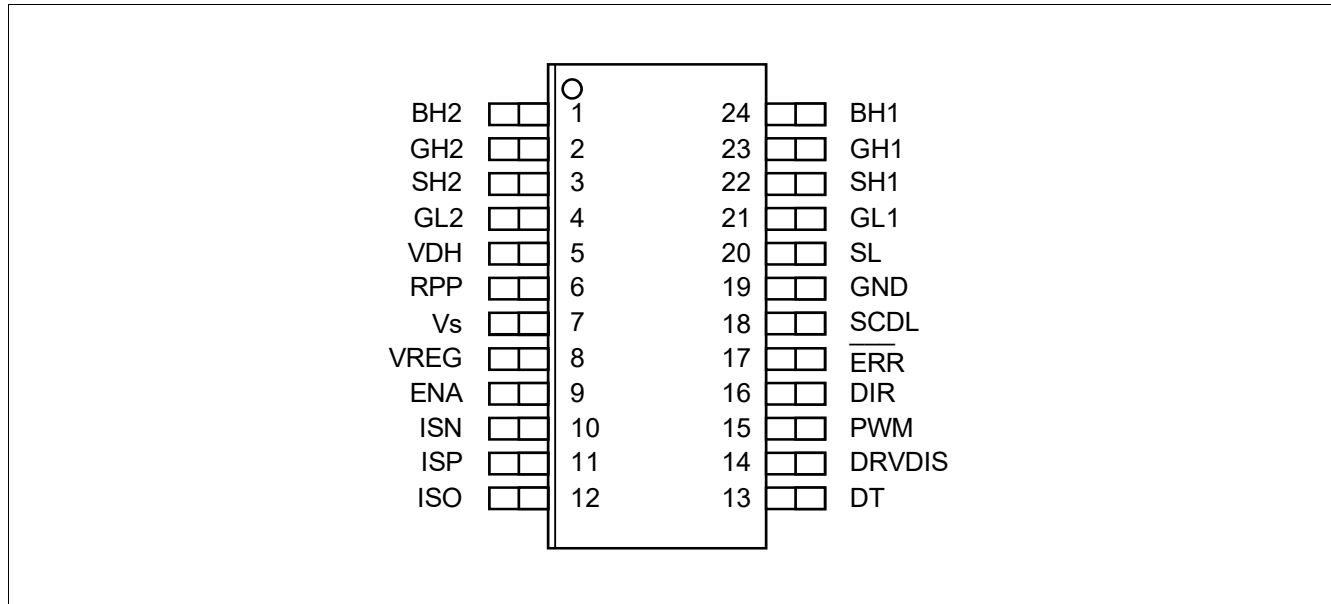 BH2 1 24 BH1
GH2 2 23 GH1
SH2 3 22 SH1
GL2 4 21 GL1
VDH 5 20 SL
RPP 6 19 GND
Vs 7 18 SCDL
VREG 8 17 E̅R̅R̅
ENA 9 16 DIR
ISN 10 15 PWM
ISP 11 14 DRVDIS
ISO 12 13 DT